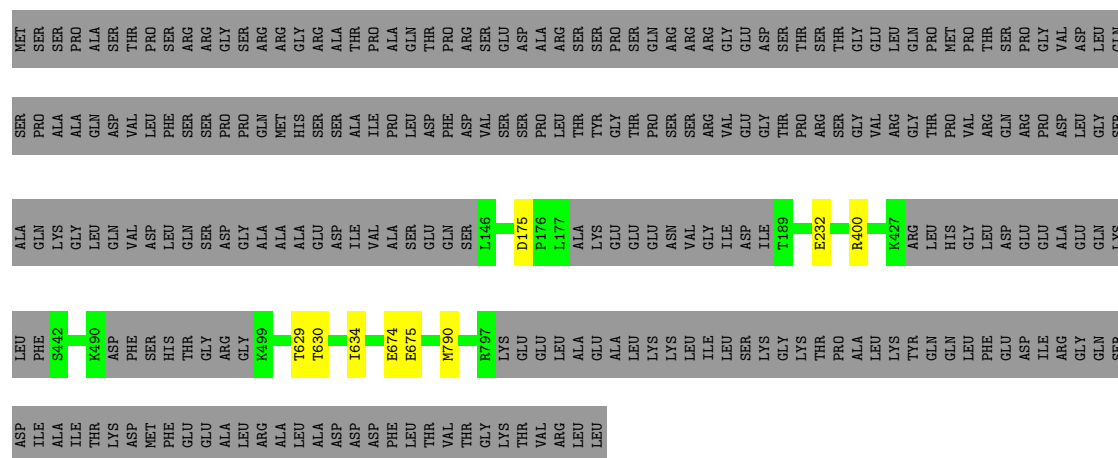 MET SER SER PRO ALA SER THR PRO SER ARG ARG GLY SER ARG ARG GLY ARG ALA THR PRO ALA GLN THR PRO ARG SER GLU ASP ALA ARG SER SER PRO SER GLN ARG ARG ARG GLY GLU ASP SER THR SER THR GLY GLU LEU GLN PRO MET PRO THR SER PRO GLY VAL ASP LEU GLN
SER PRO ALA ALA GLN ASP VAL LEU PHE SER SER PRO PRO GLN MET HIS SER SER ALA ILE PRO LEU ASP PHE ASP VAL SER SER PRO LEU THR TYR GLY THR PRO SER SER ARG VAL GLU GLY THR PRO ARG SER GLY VAL ARG GLY THR PRO VAL ARG GLN ARG PRO ASP LEU GLY SER
ALA GLN LYS GLY LEU GLN VAL ASP LEU GLN SER ASP GLY ALA ALA ALA GLU ASP ILE VAL ALA SER GLU GLN SER L146 D175 P176 L177 ALA LYS GLU GLU GLU ASN VAL GLY ILE ASP ILE T189 E232 R400 K427 ARG LEU HIS GLY LEU ASP GLU GLU ALA GLU GLN LYS
LEU PHE S442 K490 ASP PHE SER HIS THR GLY ARG GLY K499 T629 T630 I634 E674 E675 M790 R797 LYS GLU GLU LEU ALA GLU ALA LEU LYS LYS LEU ILE LEU SER LYS GLY LYS THR PRO ALA LEU LYS TYR GLN GLN LEU PHE GLU ASP ILE ARG GLY GLN SER
ASP ILE ALA ILE THR LYS ASP MET PHE GLU GLU ALA LEU ARG ALA LEU ALA ASP ASP ASP PHE LEU THR VAL THR GLY LYS THR VAL ARG LEU LEU